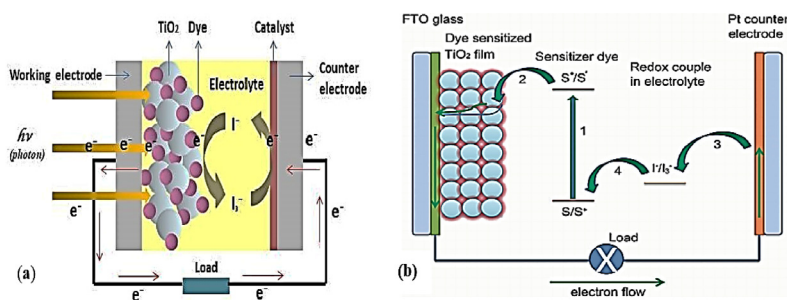 TiO₂ Dye
Catalyst
Working electrode
Electrolyte
Counter
electrode
hν
(photon)
I⁻
I₃⁻
e⁻ e⁻ e⁻ e⁻ e⁻ e⁻
e⁻
e⁻
Load
e⁻
e⁻
(a)
FTO glass
Pt counter
electrode
Dye sensitized
TiO₂ film
Sensitizer dye
S⁺/S*
Redox couple
in electrolyte
2
1
3
4
I⁻/I₃⁻
S/S⁺
Load
X
electron flow
(b)